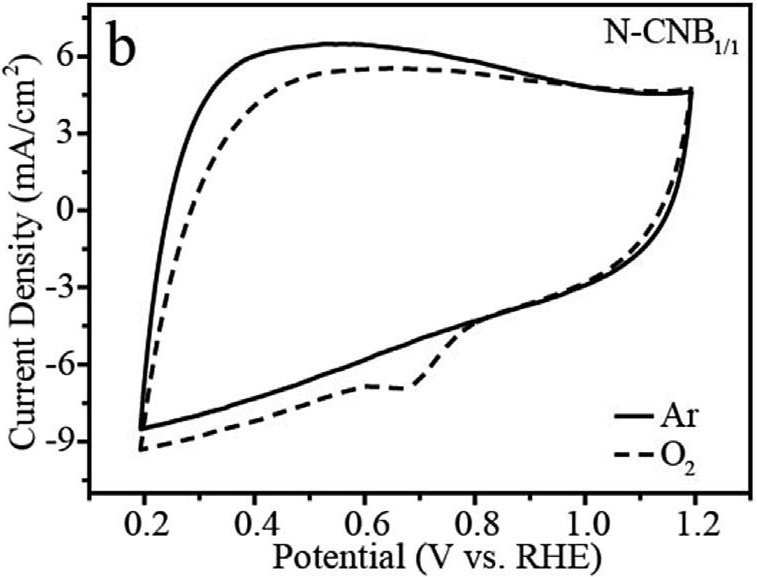 b
N-CNB1/1
6
3
0
-3
-6
-9
Current Density (mA/cm²)
Ar
O₂
0.2 0.4 0.6 0.8 1.0 1.2
Potential (V vs. RHE)